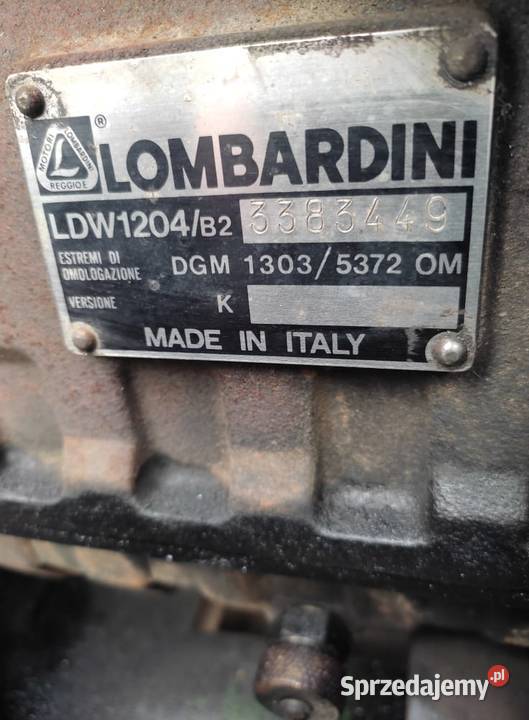 MOTORI
LOMBARDINI
REGGIO E.
® LOMBARDINI
LDW1204/B2 3383449
ESTREMI DI
OMOLOGAZIONE DGM 1303/5372 OM
VERSIONE K
MADE IN ITALY
Sprzedajemy.pl